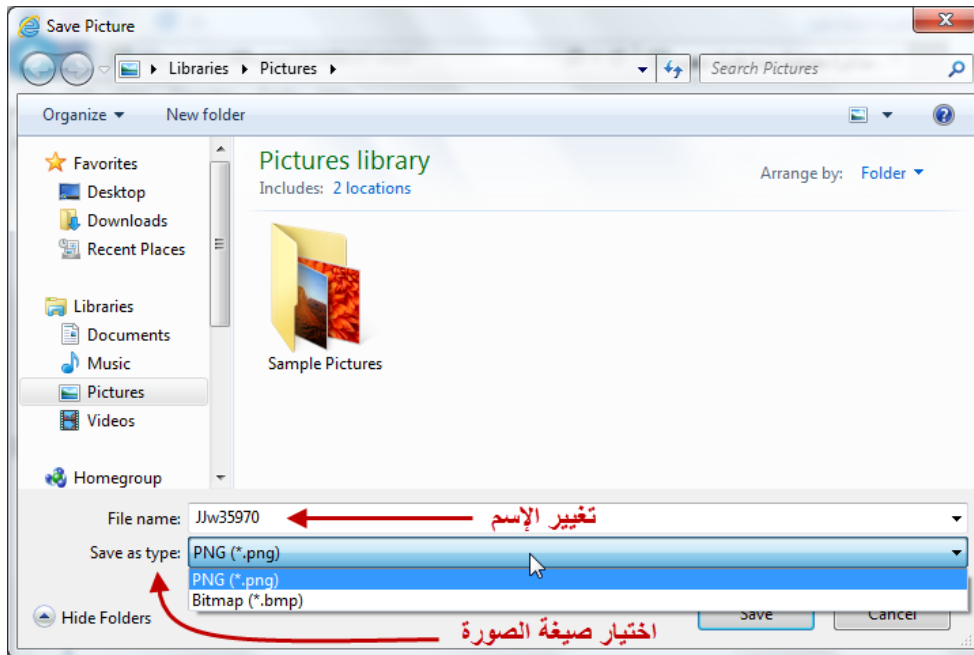 Save Picture
Libraries Pictures
Search Pictures
Organize New folder
Favorites
Desktop
Downloads
Recent Places
Libraries
Documents
Music
Pictures
Videos
Homegroup
Pictures library
Includes: 2 locations
Arrange by: Folder
Sample Pictures
File name: JJw35970
تغيير الإسم
Save as type: PNG (*.png)
PNG (*.png)
Bitmap (*.bmp)
Hide Folders
Save Cancel
اختيار صيغة الصورة